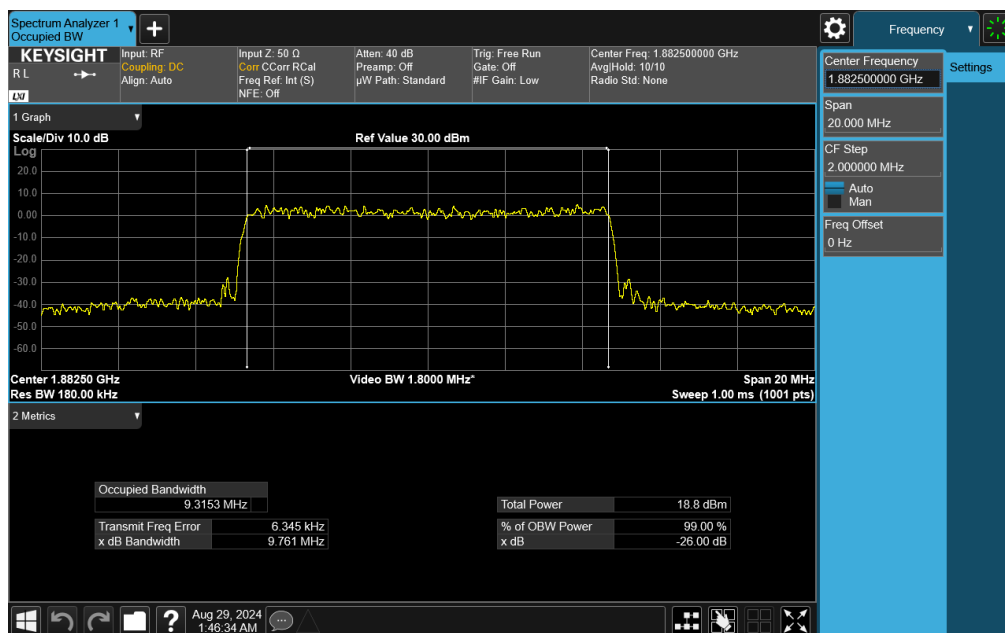 Spectrum Analyzer 1
Occupied BW
Frequency
KEYSIGHT
R L
LXI
Input: RF
Coupling: DC
Align: Auto
Input Z: 50 Ω
Corr CCorr RCal
Freq Ref: Int (S)
NFE: Off
Atten: 40 dB
Preamp: Off
µW Path: Standard
Trig: Free Run
Gate: Off
#IF Gain: Low
Center Freq: 1.882500000 GHz
Avg|Hold: 10/10
Radio Std: None
Center Frequency
1.882500000 GHz
Settings
Span
20.000 MHz
CF Step
2.000000 MHz
Auto
Man
Freq Offset
0 Hz
1 Graph
Scale/Div 10.0 dB
Ref Value 30.00 dBm
Log
20.0
10.0
0.00
-10.0
-20.0
-30.0
-40.0
-50.0
-60.0
Center 1.88250 GHz
Video BW 1.8000 MHz*
Span 20 MHz
Res BW 180.00 kHz
Sweep 1.00 ms (1001 pts)
2 Metrics
Occupied Bandwidth
9.3153 MHz
Total Power 18.8 dBm
Transmit Freq Error 6.345 kHz
% of OBW Power 99.00 %
x dB Bandwidth 9.761 MHz
x dB -26.00 dB
Aug 29, 2024
1:46:34 AM